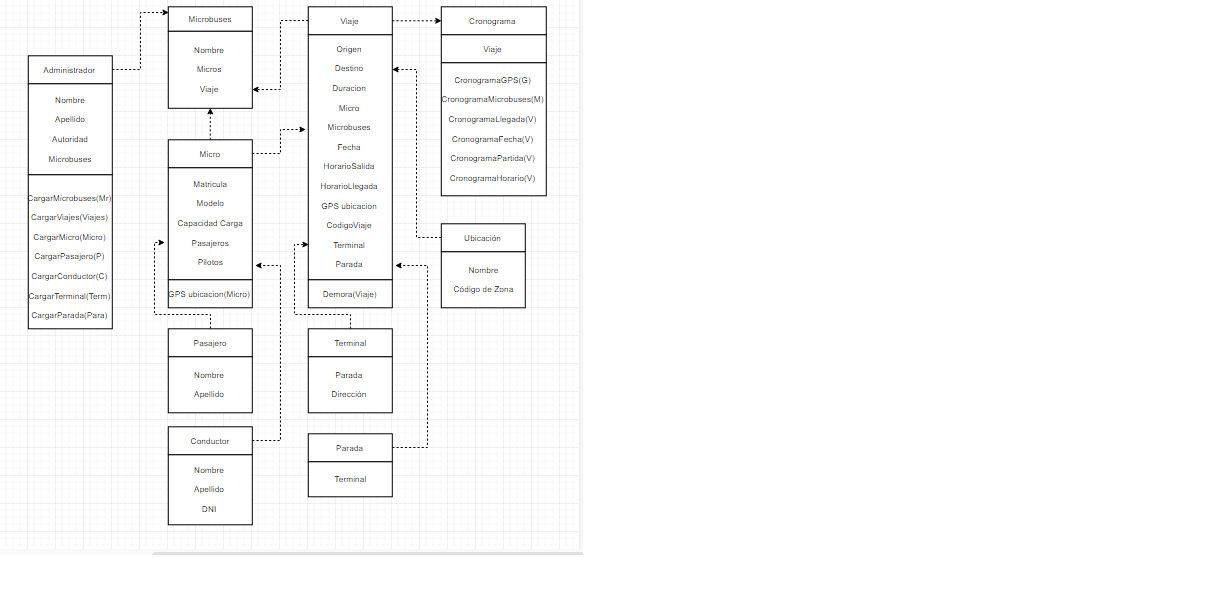 Administrador
Nombre
Apellido
Autoridad
Microbuses
CargarMicrobuses(Mr)
CargarViajes(Viajes)
CargarMicro(Micro)
CargarPasajero(P)
CargarConductor(C)
CargarTerminal(Term)
CargarParada(Para)
Microbuses
Nombre
Micros
Viaje
Micro
Matricula
Modelo
Capacidad Carga
Pasajeros
Pilotos
GPS ubicacion(Micro)
Pasajero
Nombre
Apellido
Conductor
Nombre
Apellido
DNI
Viaje
Origen
Destino
Duracion
Micro
Microbuses
Fecha
HorarioSalida
HorarioLlegada
GPS ubicacion
CodigoViaje
Terminal
Parada
Demora(Viaje)
Terminal
Parada
Dirección
Parada
Terminal
Cronograma
Viaje
CronogramaGPS(G)
CronogramaMicrobuses(M)
CronogramaLlegada(V)
CronogramaFecha(V)
CronogramaPartida(V)
CronogramaHorario(V)
Ubicación
Nombre
Código de Zona